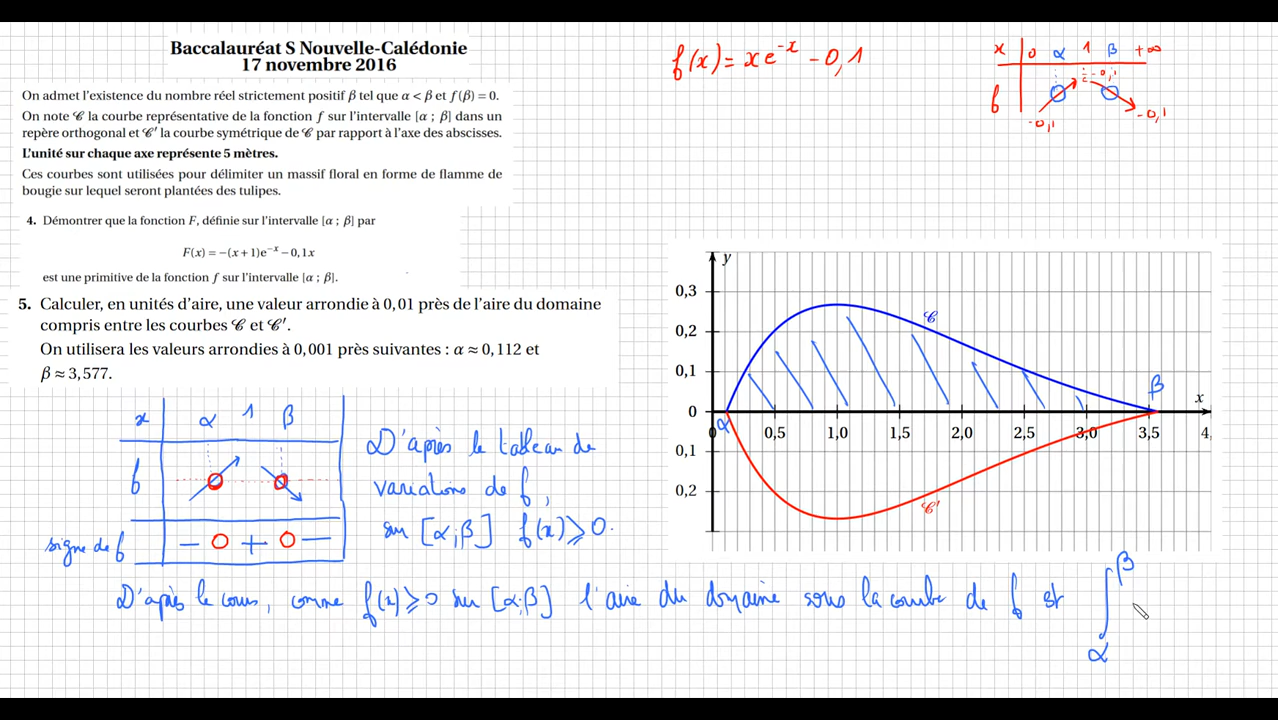 Baccalauréat S Nouvelle-Calédonie
17 novembre 2016
On admet l'existence du nombre réel strictement positif β tel que α < β et f(β) = 0.
On note 𝒞 la courbe représentative de la fonction f sur l'intervalle [α ; β] dans un
repère orthogonal et 𝒞′ la courbe symétrique de 𝒞 par rapport à l'axe des abscisses.
L'unité sur chaque axe représente 5 mètres.
Ces courbes sont utilisées pour délimiter un massif floral en forme de flamme de
bougie sur lequel seront plantées des tulipes.
4. Démontrer que la fonction F, définie sur l'intervalle [α ; β] par
F(x) = −(x+1)e^{−x} − 0,1x
est une primitive de la fonction f sur l'intervalle [α ; β].
5. Calculer, en unités d'aire, une valeur arrondie à 0,01 près de l'aire du domaine
compris entre les courbes 𝒞 et 𝒞′.
On utilisera les valeurs arrondies à 0,001 près suivantes : α ≈ 0,112 et
β ≈ 3,577.
f(x) = xe^{-x} − 0,1
x 0 α 1 β +∞
f -0,1 -0,1 -0,1
y
0,3
0,2
0,1
0
0,1
0,2
𝒞
β
x
α
0 0,5 1,0 1,5 2,0 2,5 3,0 3,5 4,
𝒞′
x α 1 β
f
signe de f − 0 + 0 −
D'après le tableau de
variations de f,
sur [α;β] f(x) ⩾ 0.
D'après le cours, comme f(x) ⩾ 0 sur [α;β] l'aire du domaine sous la courbe de f est ∫ β
α